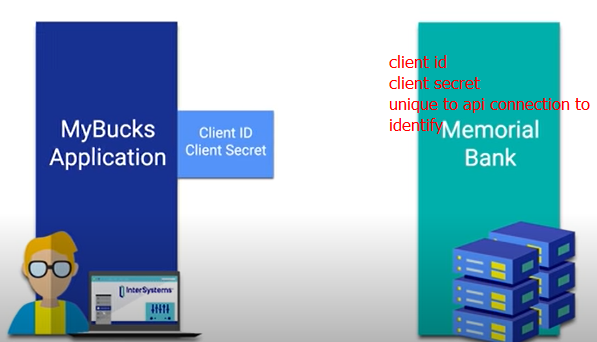 MyBucks
Application
Client ID
Client Secret
InterSystems
client id
client secret
unique to api connection to
identify
Memorial
Bank